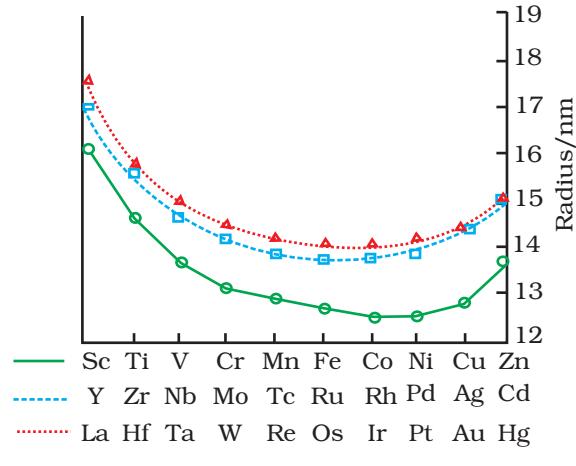 19
18
17
16
15
14
13
12
Radius/nm
Sc Ti V Cr Mn Fe Co Ni Cu Zn
Y Zr Nb Mo Tc Ru Rh Pd Ag Cd
La Hf Ta W Re Os Ir Pt Au Hg